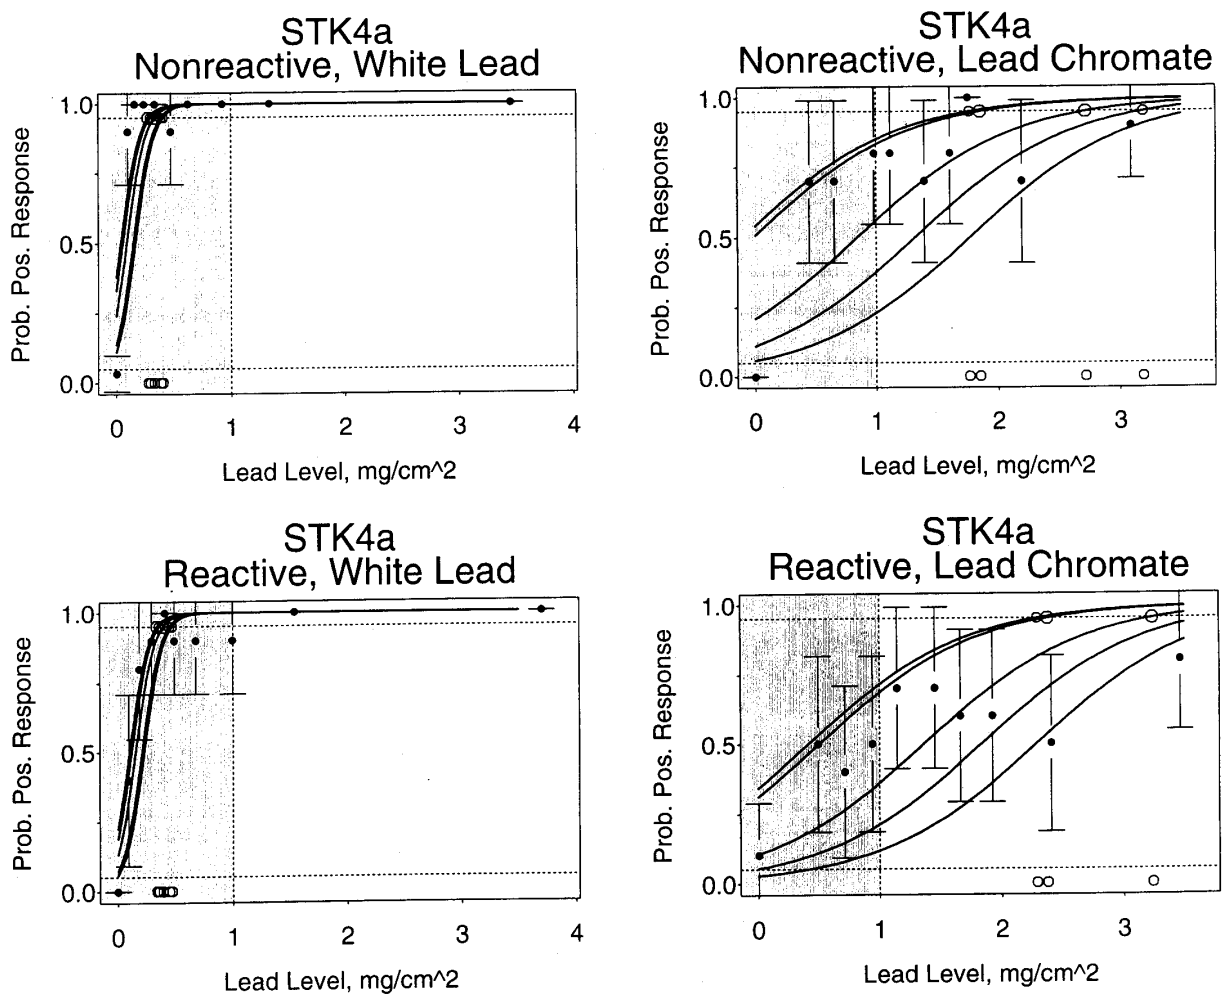 STK4a
Nonreactive, White Lead
Prob. Pos. Response
1.0
0.5
0.0
0 1 2 3 4
Lead Level, mg/cm^2
STK4a
Nonreactive, Lead Chromate
Prob. Pos. Response
1.0
0.5
0.0
0 1 2 3
Lead Level, mg/cm^2
STK4a
Reactive, White Lead
Prob. Pos. Response
1.0
0.5
0.0
0 1 2 3 4
Lead Level, mg/cm^2
STK4a
Reactive, Lead Chromate
Prob. Pos. Response
1.0
0.5
0.0
0 1 2 3
Lead Level, mg/cm^2